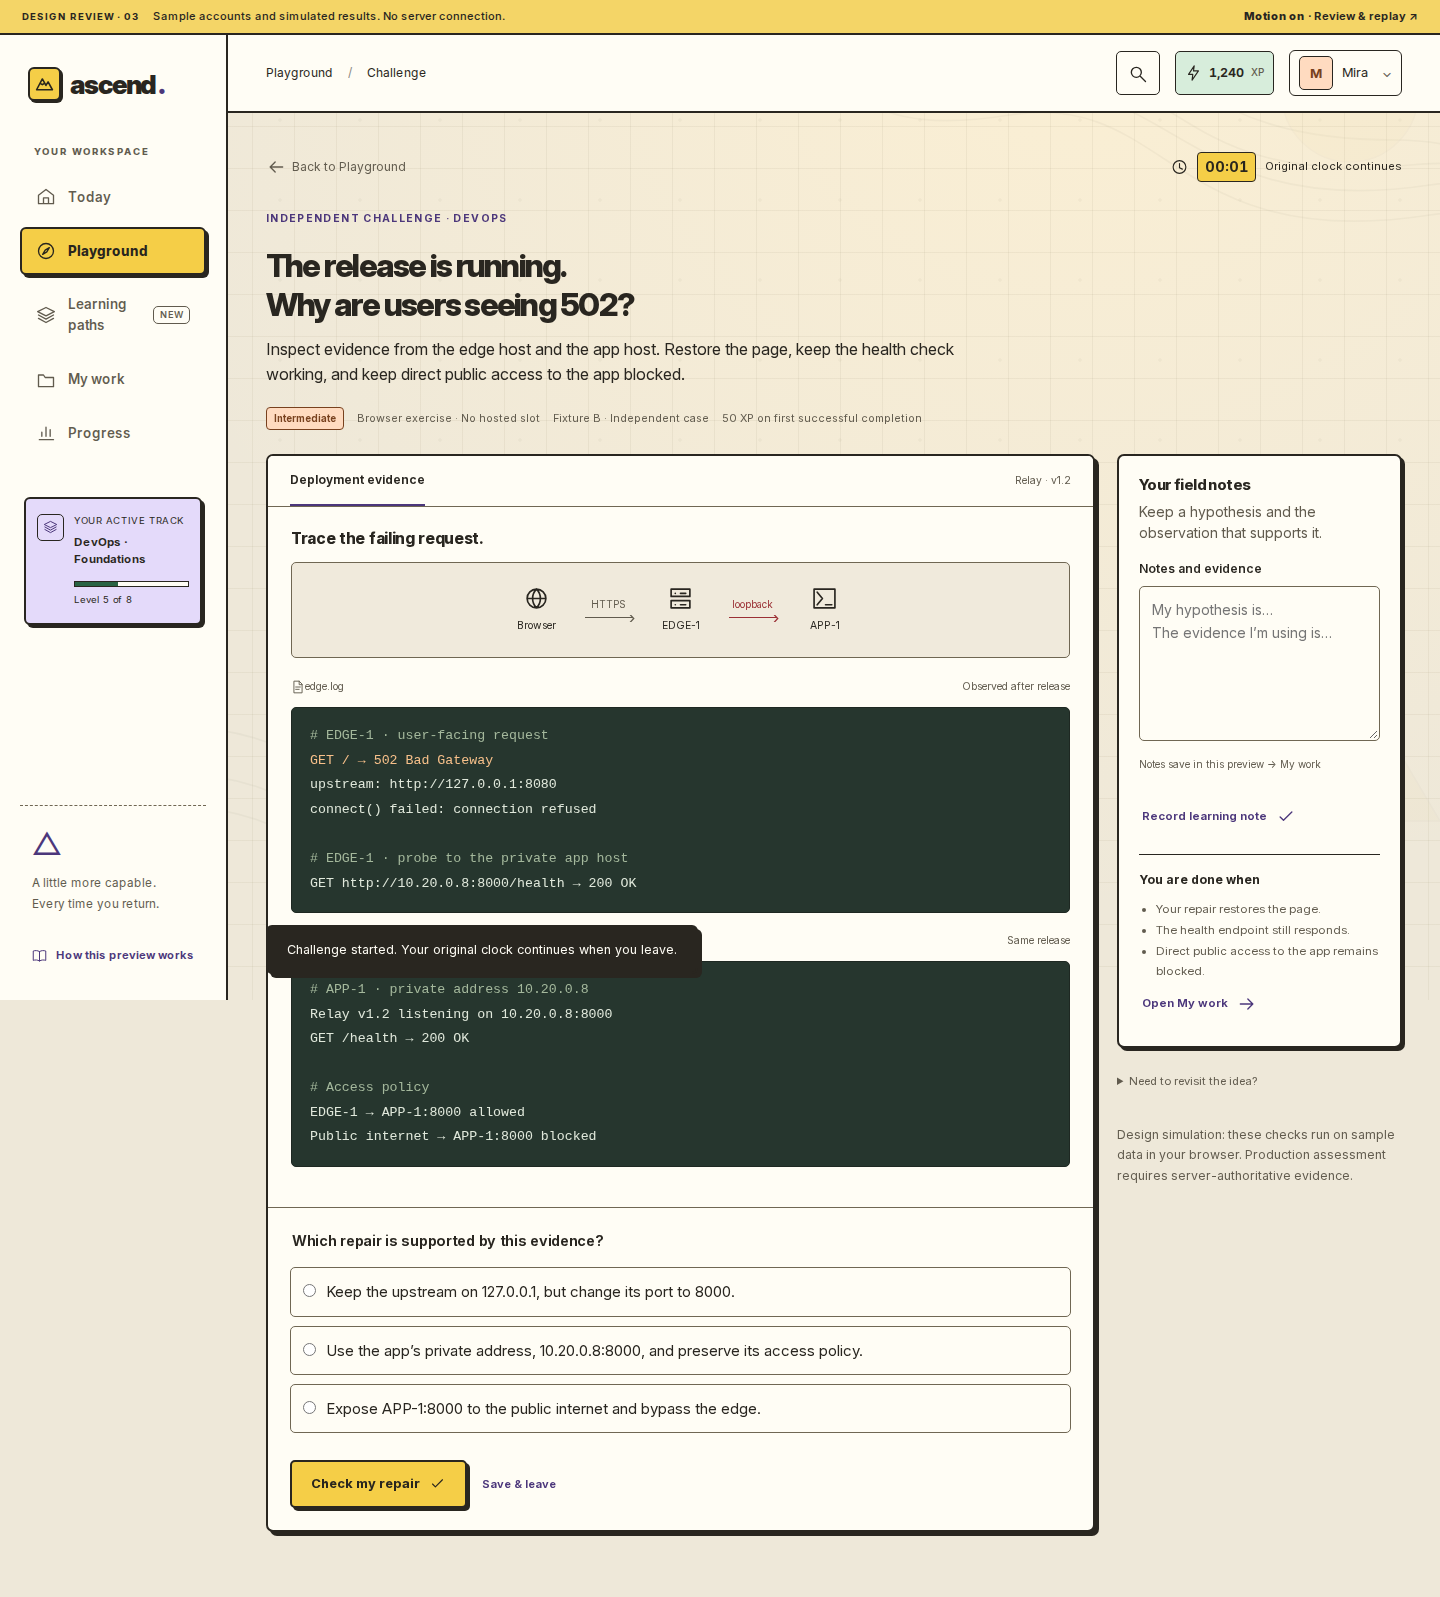 DESIGN REVIEW · 03 Sample accounts and simulated results. No server connection.
Motion on · Review & replay ↗
ascend.
YOUR WORKSPACE
Today
Playground
Learning paths
NEW
My work
Progress
YOUR ACTIVE TRACK
DevOps ·
Foundations
Level 5 of 8
A little more capable.
Every time you return.
How this preview works
Playground / Challenge
1,240 XP
M Mira
Back to Playground
00:01 Original clock continues
INDEPENDENT CHALLENGE · DEVOPS
The release is running.
Why are users seeing 502?
Inspect evidence from the edge host and the app host. Restore the page, keep the health check
working, and keep direct public access to the app blocked.
Intermediate Browser exercise · No hosted slot Fixture B · Independent case 50 XP on first successful completion
Deployment evidence
Relay · v1.2
Trace the failing request.
HTTPS
loopback
Browser
EDGE-1
APP-1
edge.log
Observed after release
# EDGE-1 · user-facing request
GET / → 502 Bad Gateway
upstream: http://127.0.0.1:8080
connect() failed: connection refused
# EDGE-1 · probe to the private app host
GET http://10.20.0.8:8000/health → 200 OK
Challenge started. Your original clock continues when you leave.
Same release
# APP-1 · private address 10.20.0.8
Relay v1.2 listening on 10.20.0.8:8000
GET /health → 200 OK
# Access policy
EDGE-1 → APP-1:8000 allowed
Public internet → APP-1:8000 blocked
Which repair is supported by this evidence?
Keep the upstream on 127.0.0.1, but change its port to 8000.
Use the app’s private address, 10.20.0.8:8000, and preserve its access policy.
Expose APP-1:8000 to the public internet and bypass the edge.
Check my repair
Save & leave
Your field notes
Keep a hypothesis and the
observation that supports it.
Notes and evidence
My hypothesis is…
The evidence I’m using is…
Notes save in this preview → My work
Record learning note
You are done when
• Your repair restores the page.
• The health endpoint still responds.
• Direct public access to the app remains
blocked.
Open My work
Need to revisit the idea?
Design simulation: these checks run on sample
data in your browser. Production assessment
requires server-authoritative evidence.